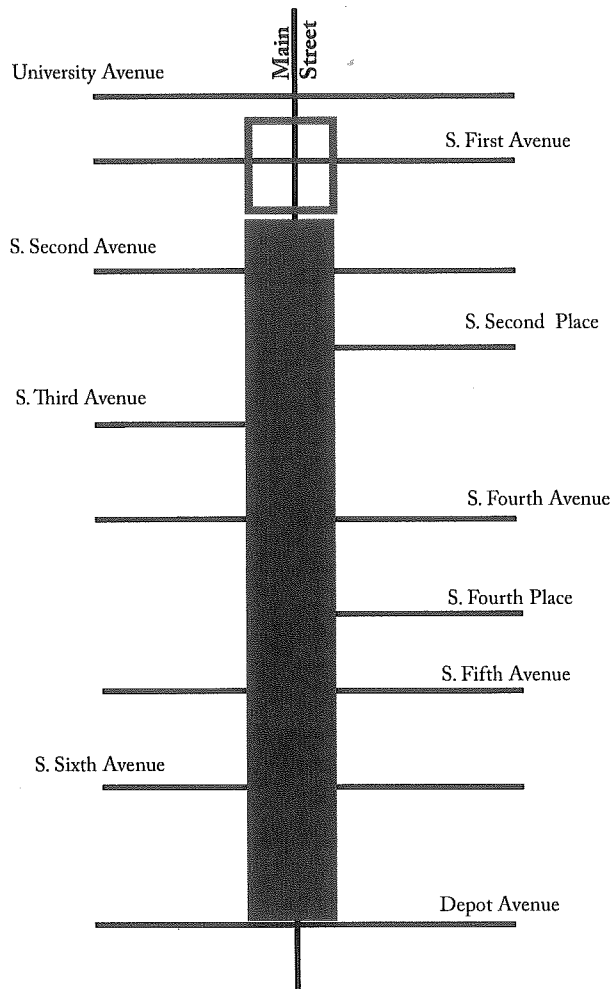 Main
Street
University Avenue
S. First Avenue
S. Second Avenue
S. Second Place
S. Third Avenue
S. Fourth Avenue
S. Fourth Place
S. Fifth Avenue
S. Sixth Avenue
Depot Avenue